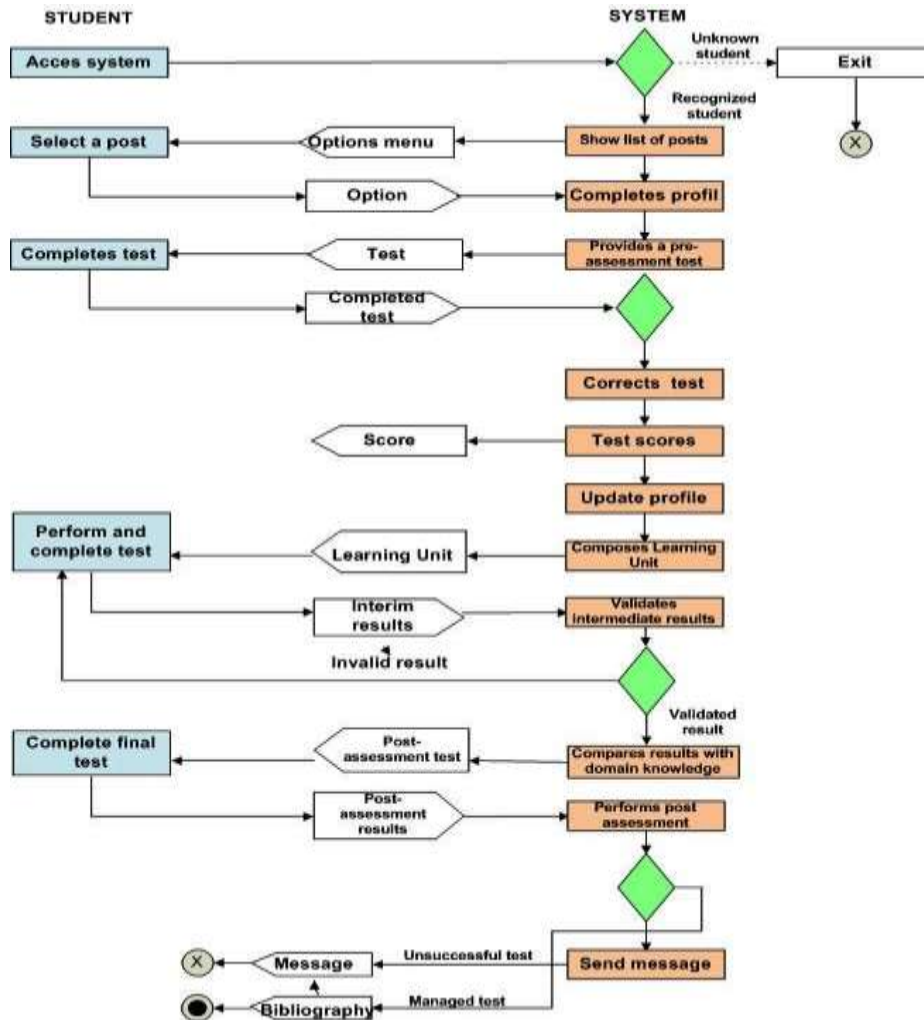 STUDENT
SYSTEM
Unknown
student
Acces system
Exit
Recognized
student
X
Select a post
Options menu
Show list of posts
Option
Completes profil
Completes test
Test
Provides a pre-
assessment test
Completed
test
Corrects test
Score
Test scores
Update profile
Perform and
complete test
Learning Unit
Composes Learning
Unit
Interim
results
Validates
intermediate results
Invalid result
Validated
result
Complete final
test
Post-
assessment test
Compares results with
domain knowledge
Post-
assessment
results
Performs post
assessment
Unsuccessful test
X
Message
Send message
Managed test
Bibliography